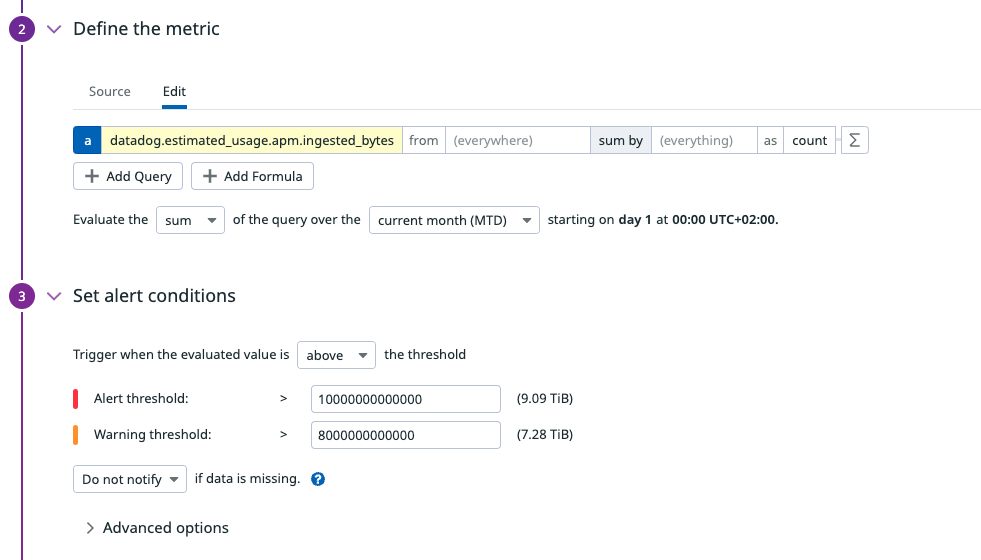 2 Define the metric
Source Edit
a datadog.estimated_usage.apm.ingested_bytes from (everywhere) sum by (everything) as count Σ
+ Add Query + Add Formula
Evaluate the sum of the query over the current month (MTD) starting on day 1 at 00:00 UTC+02:00.
3 Set alert conditions
Trigger when the evaluated value is above the threshold
Alert threshold: > 10000000000000 (9.09 TiB)
Warning threshold: > 8000000000000 (7.28 TiB)
Do not notify if data is missing. ?
Advanced options